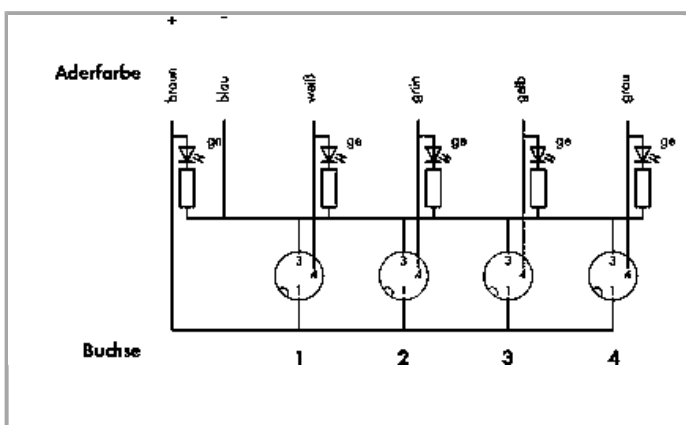 + -
Aderfarbe braun blau weiß grün gelb grau
gn ge ge ge ge
3 3 3 3
4 4 4 4
1 1 1 1
Buchse 1 2 3 4